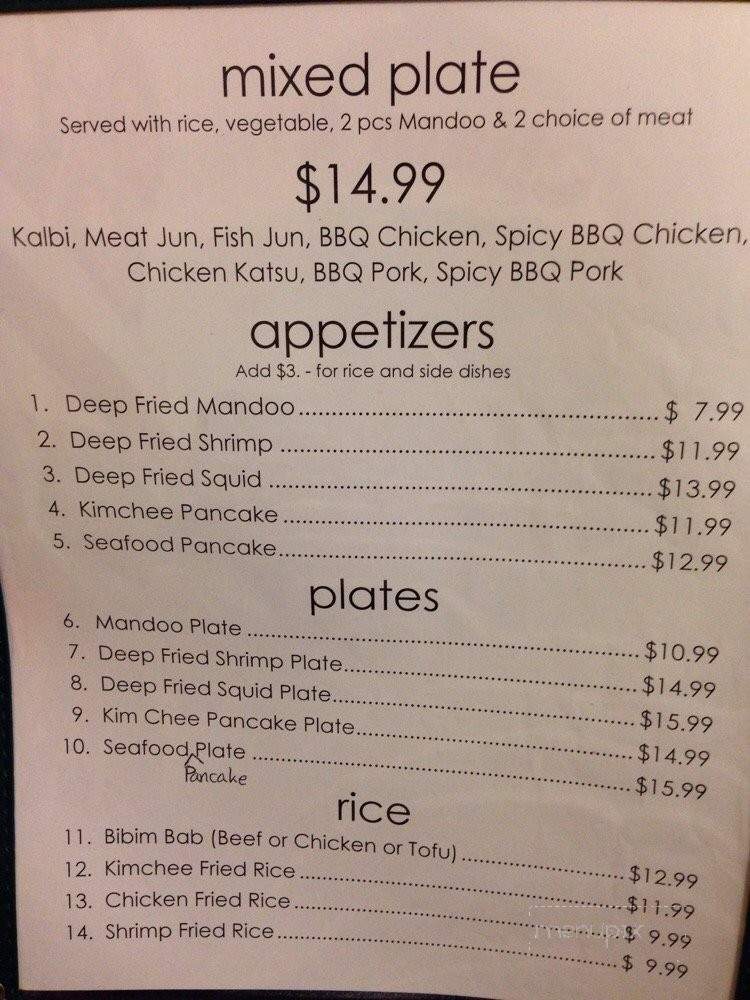 mixed plate
Served with rice, vegetable, 2 pcs Mandoo & 2 choice of meat
$14.99
Kalbi, Meat Jun, Fish Jun, BBQ Chicken, Spicy BBQ Chicken,
Chicken Katsu, BBQ Pork, Spicy BBQ Pork
appetizers
Add $3. - for rice and side dishes
1. Deep Fried Mandoo $ 7.99
2. Deep Fried Shrimp $11.99
3. Deep Fried Squid $13.99
4. Kimchee Pancake $11.99
5. Seafood Pancake $12.99
plates
6. Mandoo Plate $10.99
7. Deep Fried Shrimp Plate $14.99
8. Deep Fried Squid Plate $15.99
9. Kim Chee Pancake Plate $14.99
10. Seafood Plate $15.99
Pancake
rice
11. Bibim Bab (Beef or Chicken or Tofu) $12.99
12. Kimchee Fried Rice $11.99
13. Chicken Fried Rice $ 9.99
14. Shrimp Fried Rice $ 9.99
menupix